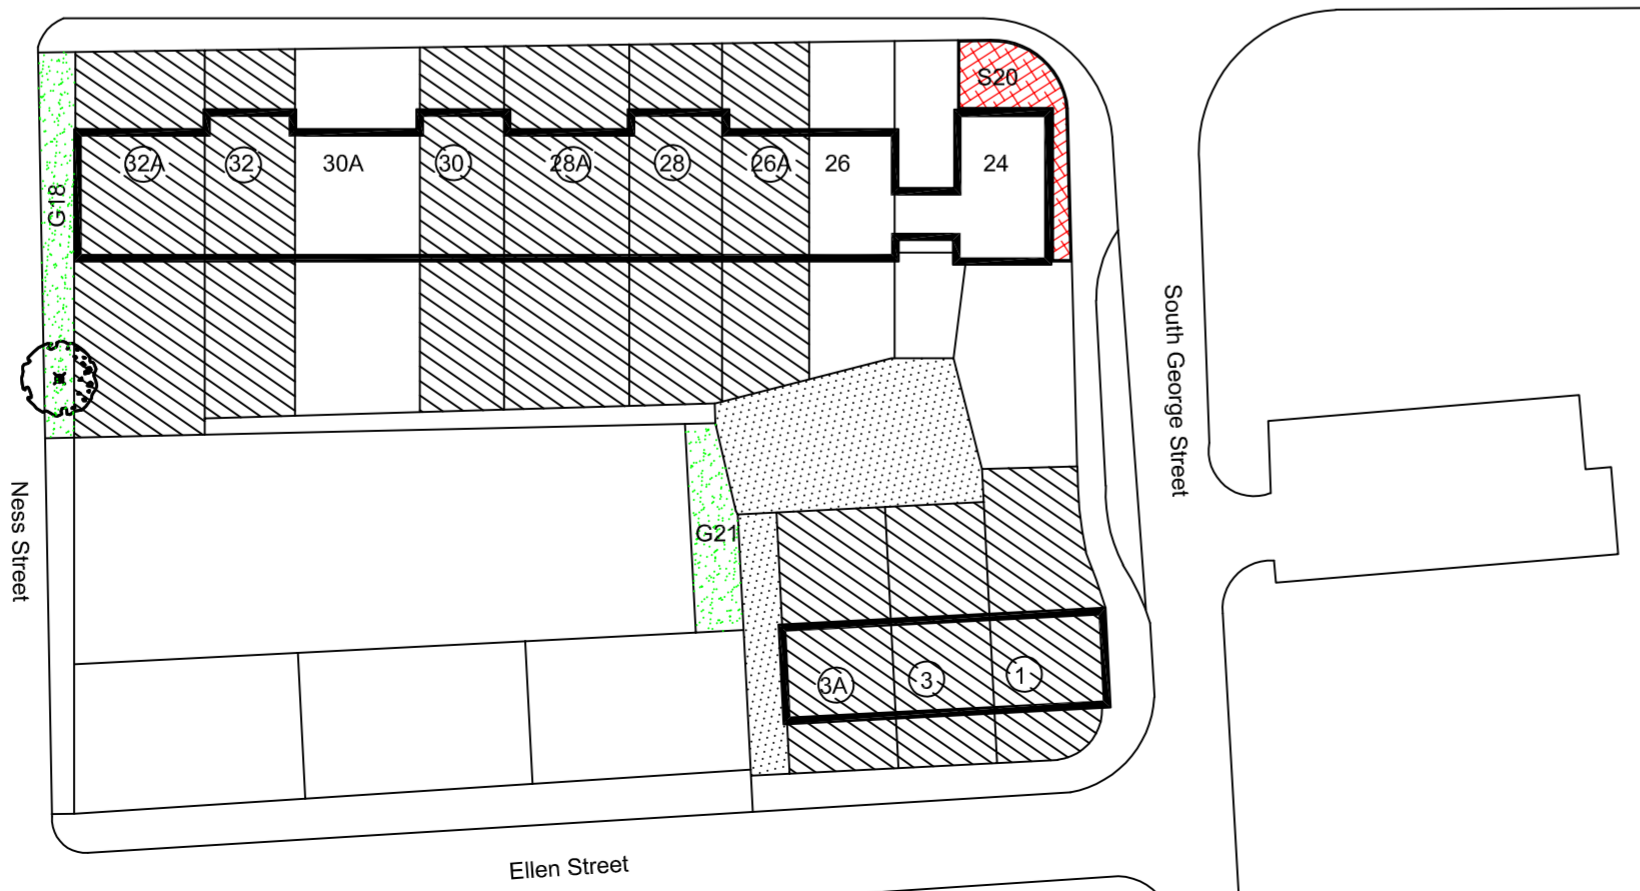 S20
32A
32
30A
30
28A
28
26A
26
24
G18
South George Street
Ness Street
G21
3A
3
1
Ellen Street